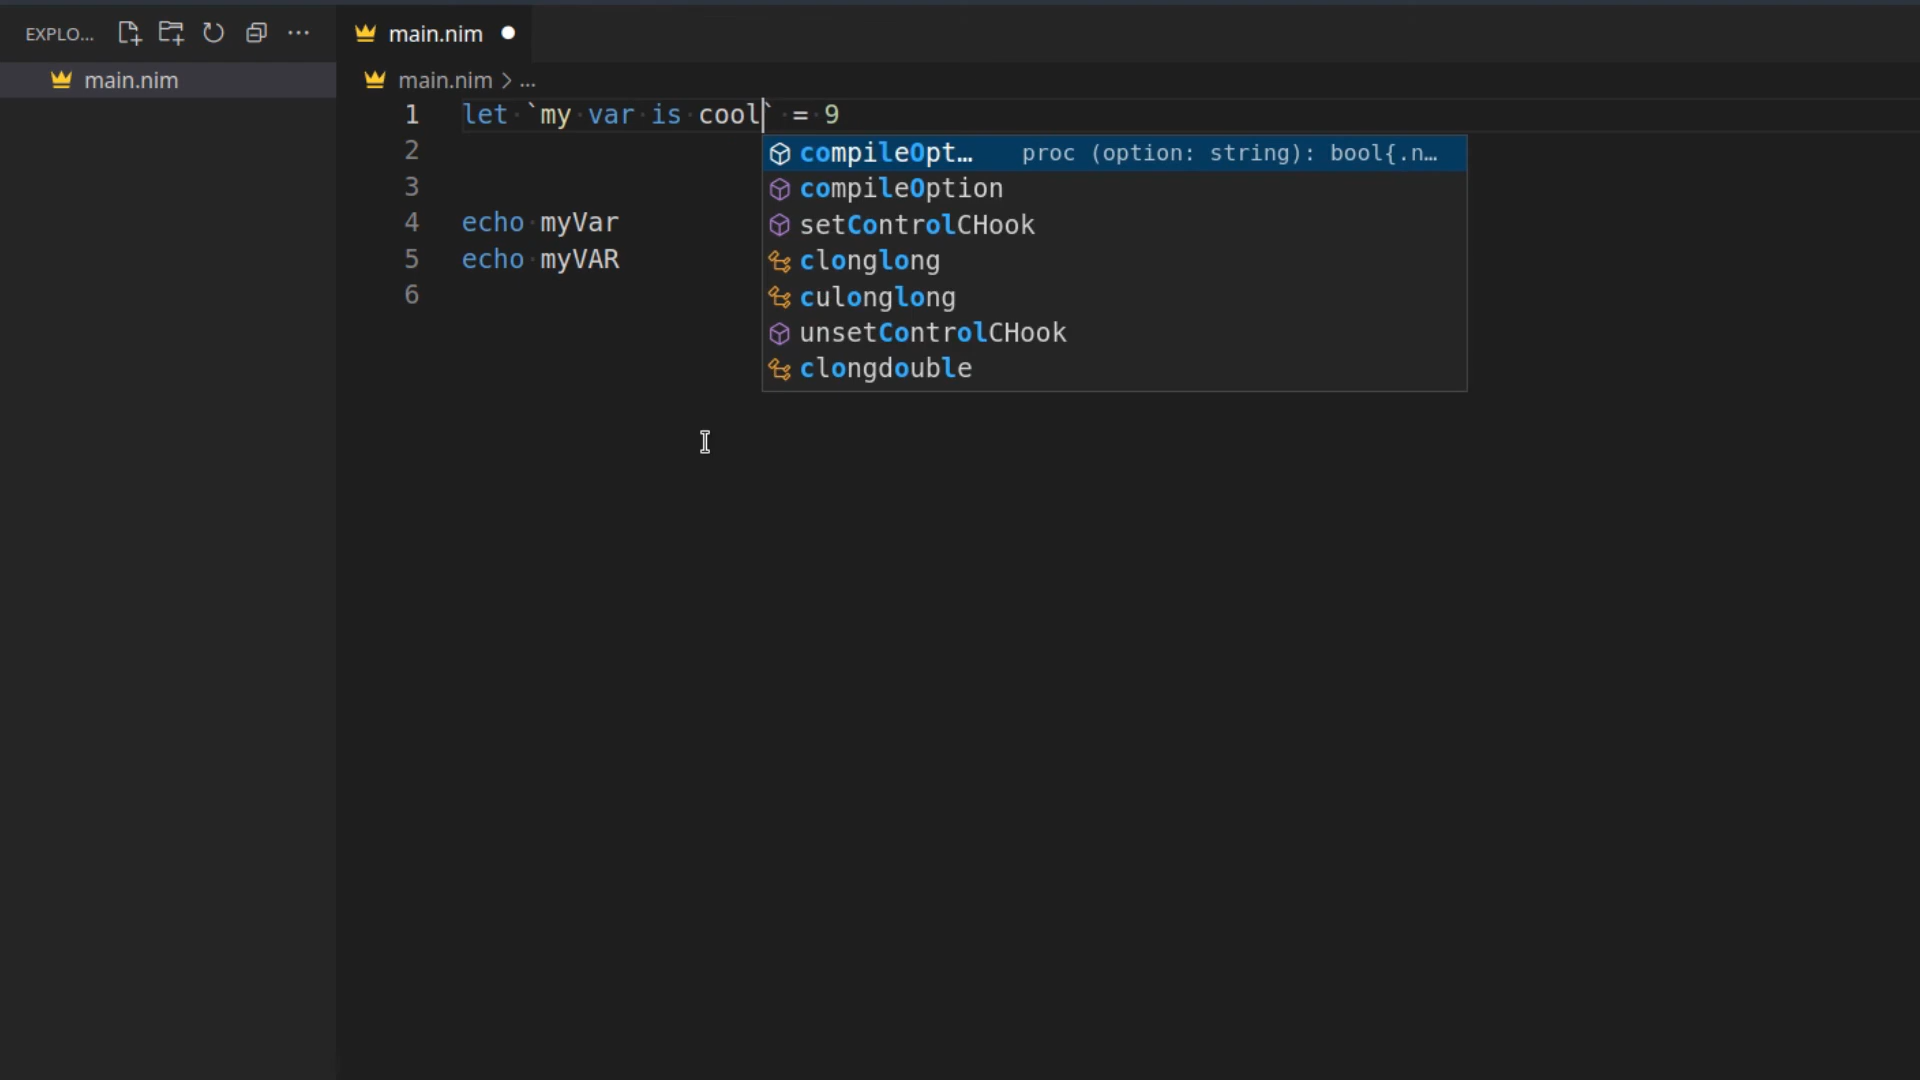 EXPLO...
main.nim
main.nim
main.nim > ...
1 let `my var is cool` = 9
2
3
4 echo myVar
5 echo myVAR
6
compileOpt… proc (option: string): bool{.n…
compileOption
setControlCHook
clonglong
culonglong
unsetControlCHook
clongdouble